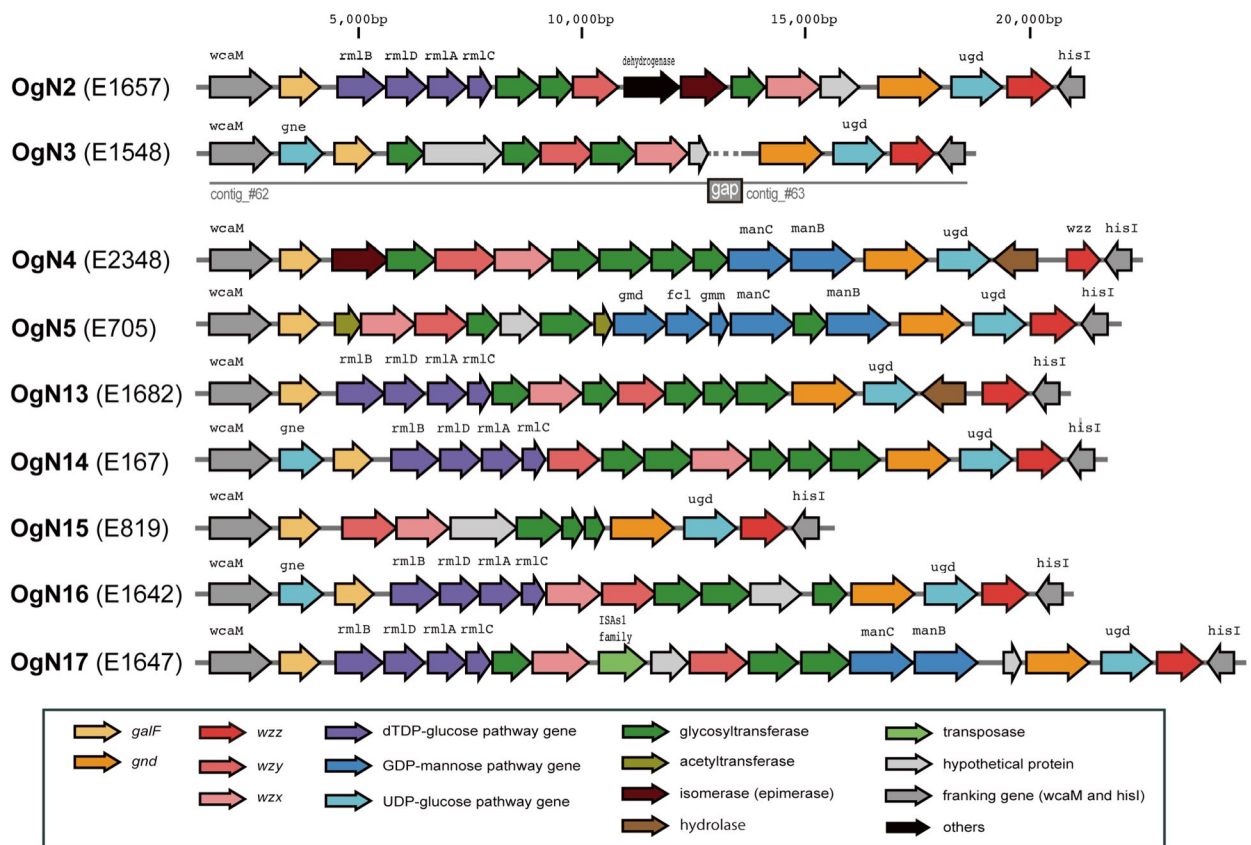 5,000bp 10,000bp 15,000bp 20,000bp
wcaM rmlB rmlD rmlA rmlC dehydrogenase ugd hisI
OgN2 (E1657)
wcaM gne ugd
OgN3 (E1548)
contig_#62 gap contig_#63
wcaM manC manB ugd wzz hisI
OgN4 (E2348)
wcaM gmd fcl gmm manC manB ugd hisI
OgN5 (E705)
wcaM rmlB rmlD rmlA rmlC ugd hisI
OgN13 (E1682)
wcaM gne rmlB rmlD rmlA rmlC ugd hisI
OgN14 (E167)
wcaM ugd hisI
OgN15 (E819)
wcaM gne rmlB rmlD rmlA rmlC ugd hisI
OgN16 (E1642)
wcaM rmlB rmlD rmlA rmlC ISAs1 family manC manB ugd hisI
OgN17 (E1647)
galF wzz dTDP-glucose pathway gene glycosyltransferase transposase
gnd wzy GDP-mannose pathway gene acetyltransferase hypothetical protein
wzx UDP-glucose pathway gene isomerase (epimerase) franking gene (wcaM and hisI)
hydrolase others